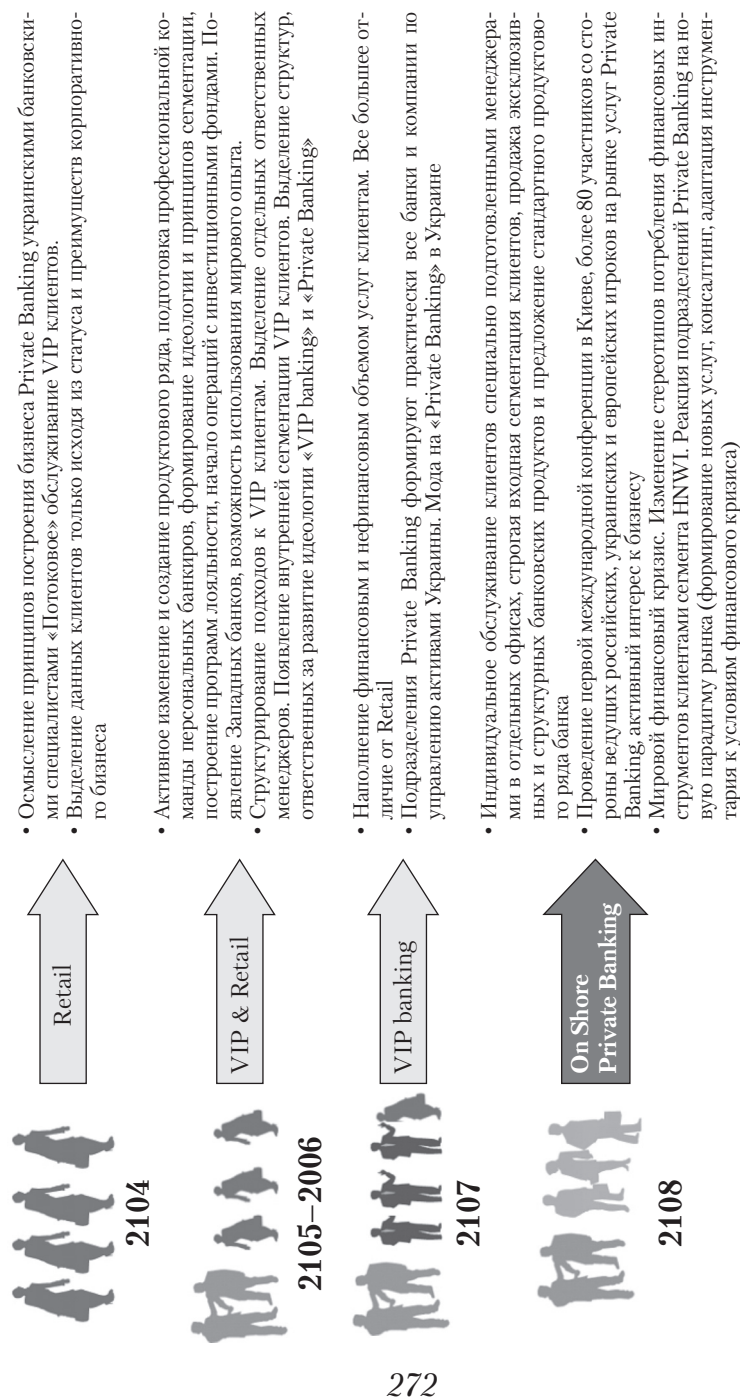 2104
Retail
• Осмысление принципов построения бизнеса Private Banking украинскими банковски-
ми специалистами «Потоковое» обслуживание VIP клиентов.
• Выделение данных клиентов только исходя из статуса и преимуществ корпоративно-
го бизнеса
2105–2006
VIP & Retail
• Активное изменение и создание продуктового ряда, подготовка профессиональной ко-
манды персональных банкиров, формирование идеологии и принципов сегментации,
построение программ лояльности, начало операций с инвестиционными фондами. По-
явление Западных банков, возможность использования мирового опыта.
• Структурирование подходов к VIP клиентам. Выделение отдельных ответственных
менеджеров. Появление внутренней сегментации VIP клиентов. Выделение структур,
ответственных за развитие идеологии «VIP banking» и «Private Banking»
2107
VIP banking
• Наполнение финансовым и нефинансовым объемом услуг клиентам. Все большее от-
личие от Retail
• Подразделения Private Banking формируют практически все банки и компании по
управлению активами Украины. Мода на «Private Banking» в Украине
2108
On Shore
Private Banking
• Индивидуальное обслуживание клиентов специально подготовленными менеджера-
ми в отдельных офисах, строгая входная сегментация клиентов, продажа эксклюзив-
ных и структурных банковских продуктов и предложение стандартного продуктово-
го ряда банка
• Проведение первой международной конференции в Киеве, более 80 участников со сто-
роны ведущих российских, украинских и европейских игроков на рынке услуг Private
Banking, активный интерес к бизнесу
• Мировой финансовый кризис. Изменение стереотипов потребления финансовых ин-
струментов клиентами сегмента HNWI. Реакция подразделений Private Banking на но-
вую парадигму рынка (формирование новых услуг, консалтинг, адаптация инструмен-
тария к условиям финансового кризиса)
272